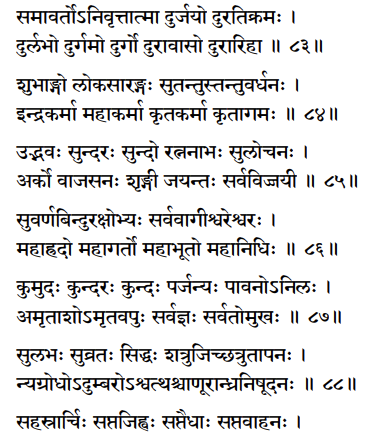 समावर्तोऽनिवृत्तात्मा दुर्जयो दुरतिक्रमः ।
दुर्लभो दुर्गमो दुर्गो दुरावासो दुरारिहा ॥ ८३॥
शुभाङ्गो लोकसारङ्गः सुतन्तुस्तन्तुवर्धनः ।
इन्द्रकर्मा महाकर्मा कृतकर्मा कृतागमः ॥ ८४॥
उद्भवः सुन्दरः सुन्दो रत्ननाभः सुलोचनः ।
अर्को वाजसनः शृङ्गी जयन्तः सर्वविज्जयी ॥ ८५॥
सुवर्णबिन्दुरक्षोभ्यः सर्ववागीश्वरेश्वरः ।
महाह्रदो महागर्तो महाभूतो महानिधिः ॥ ८६॥
कुमुदः कुन्दरः कुन्दः पर्जन्यः पावनोऽनिलः ।
अमृताशोऽमृतवपुः सर्वज्ञः सर्वतोमुखः ॥ ८७॥
सुलभः सुव्रतः सिद्धः शत्रुजिच्छत्रुतापनः ।
न्यग्रोधोऽदुम्बरोऽश्वत्थश्चाणूरान्ध्रनिषूदनः ॥ ८८॥
सहस्रार्चिः सप्तजिह्वः सप्तैधाः सप्तवाहनः ।